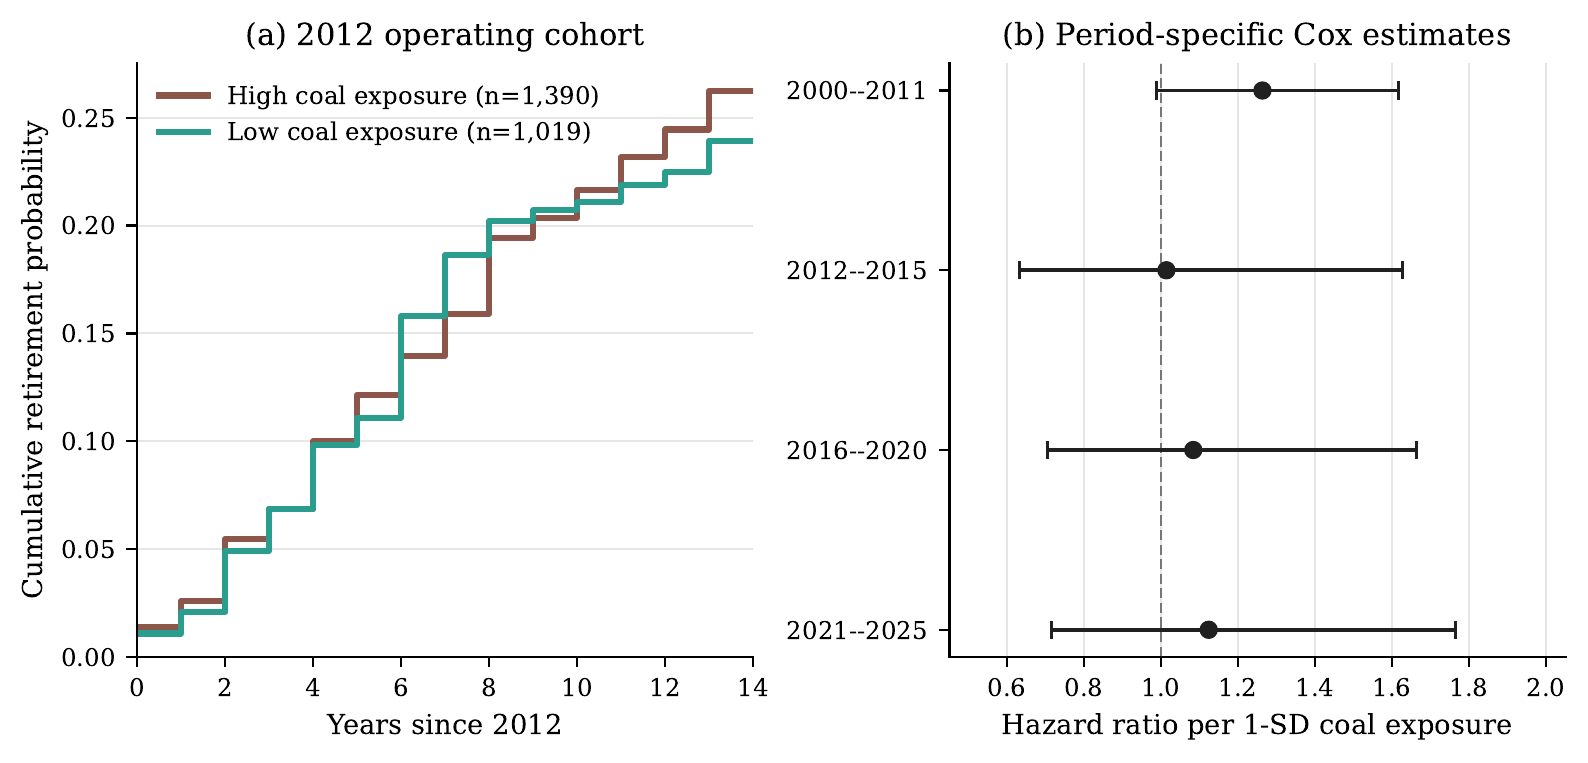 (a) 2012 operating cohort
High coal exposure (n=1,390)
Low coal exposure (n=1,019)
Cumulative retirement probability
0.25
0.20
0.15
0.10
0.05
0.00
0 2 4 6 8 10 12 14
Years since 2012
(b) Period-specific Cox estimates
2000--2011
2012--2015
2016--2020
2021--2025
0.6 0.8 1.0 1.2 1.4 1.6 1.8 2.0
Hazard ratio per 1-SD coal exposure